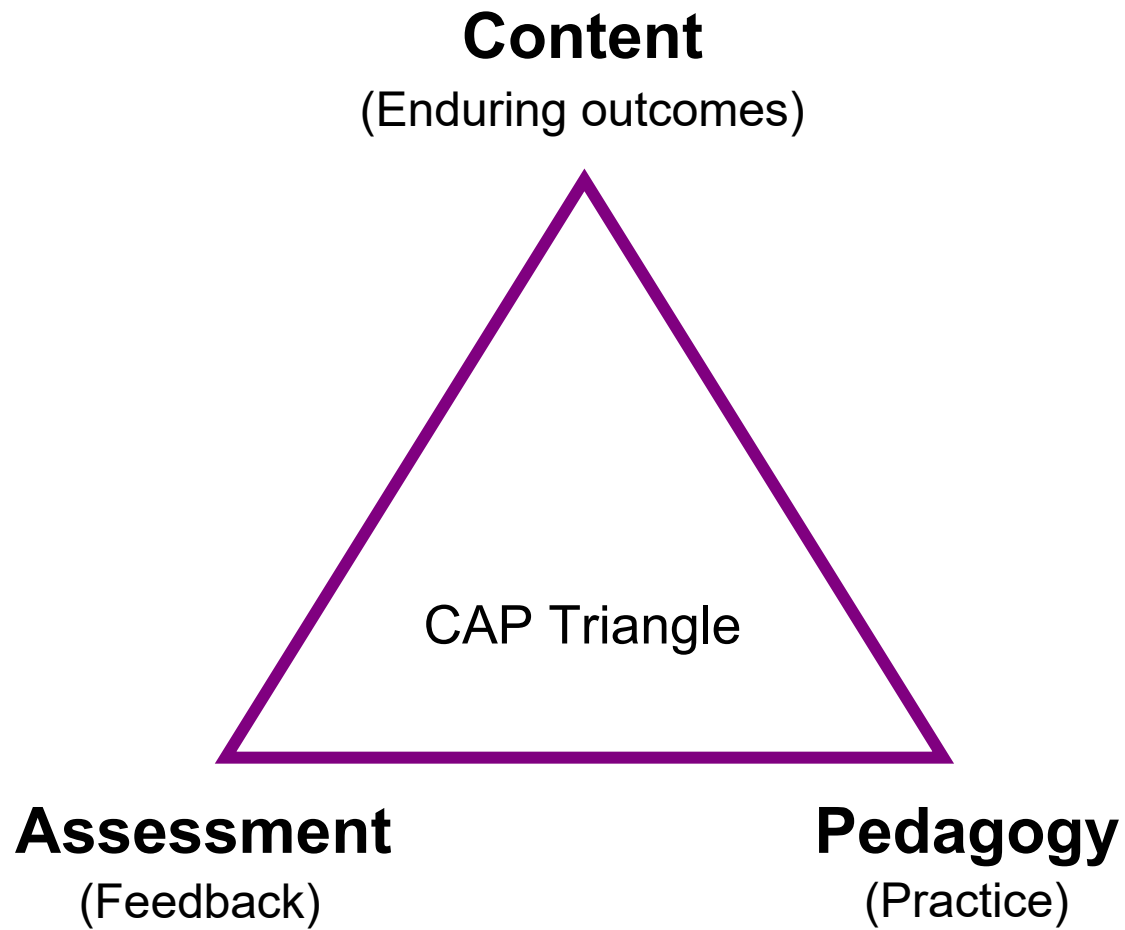 Content
(Enduring outcomes)
CAP Triangle
Assessment
(Feedback)
Pedagogy
(Practice)